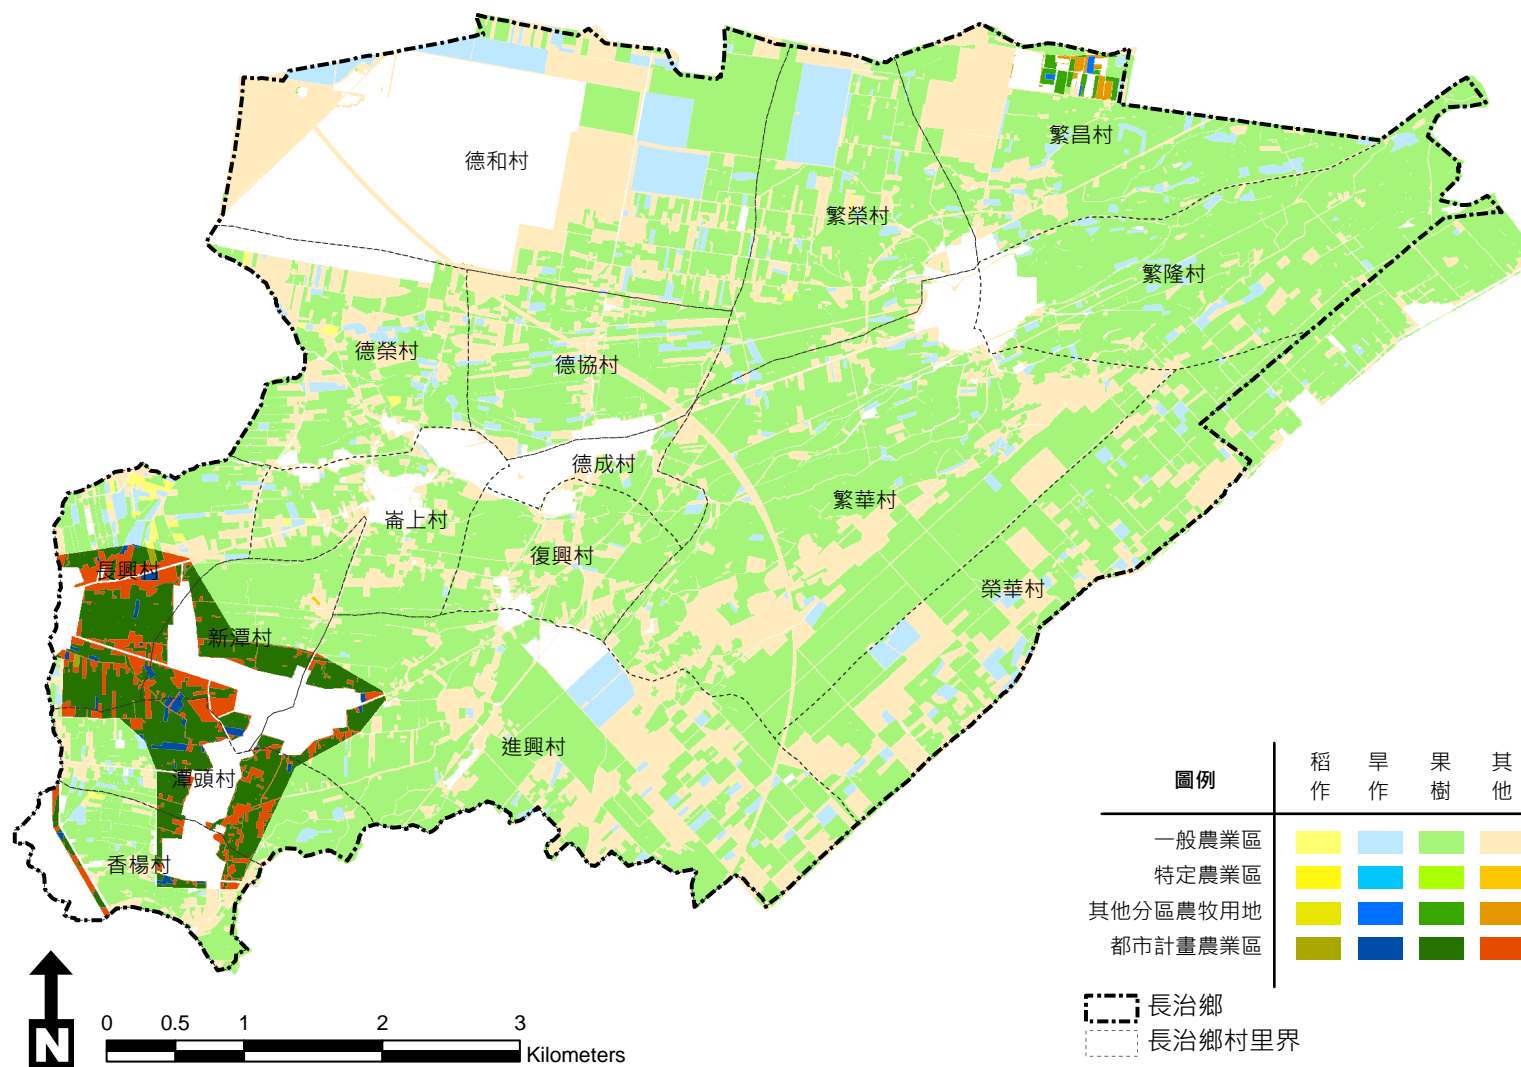 德和村
繁昌村
繁榮村
繁隆村
德榮村
德協村
德成村
崙上村
繁華村
復興村
榮華村
長興村
新潭村
進興村
潭頭村
香楊村
圖例 稻作 旱作 果樹 其他
一般農業區
特定農業區
其他分區農牧用地
都市計畫農業區
長治鄉
長治鄉村里界
N
0 0.5 1 2 3
Kilometers